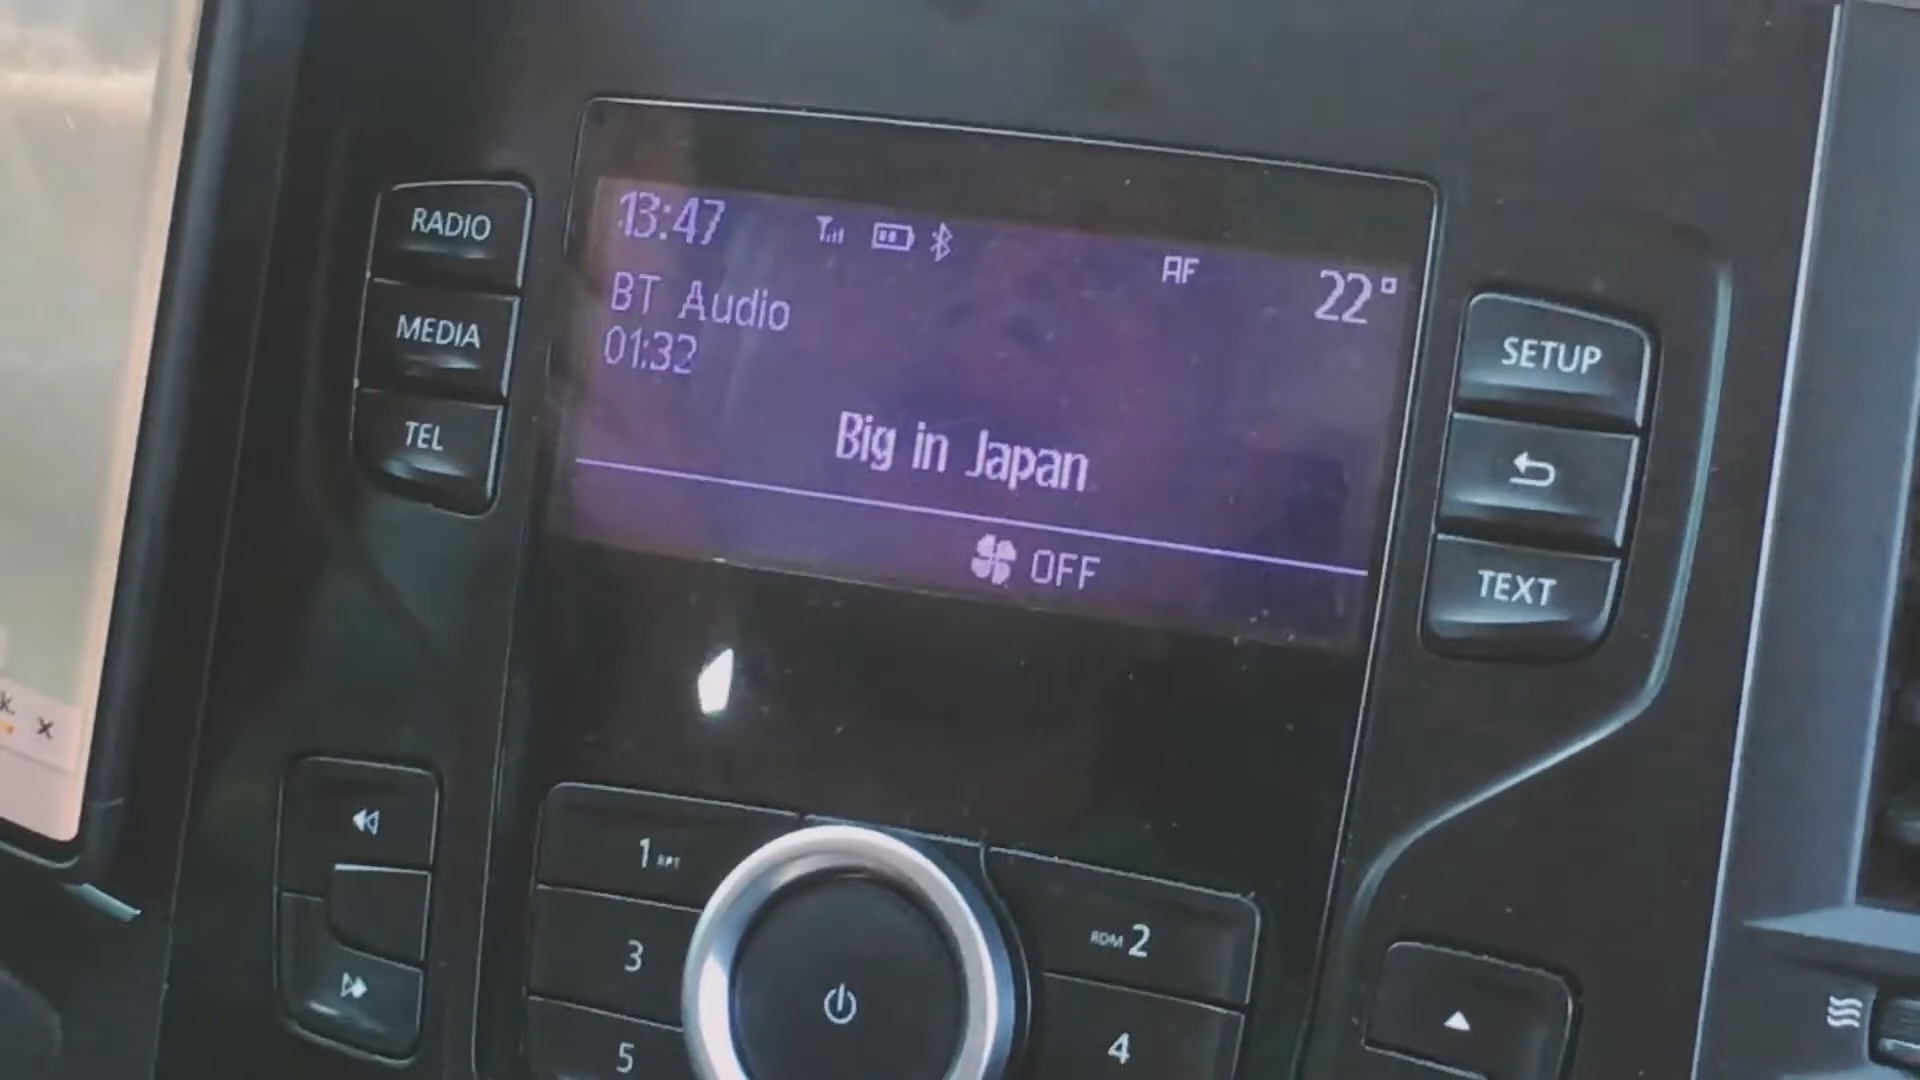 RADIO
MEDIA
TEL
13:47
AF
22°
BT Audio
01:32
Big in Japan
OFF
SETUP
TEXT
k.
x
1 RPT
RDM 2
3
4
5